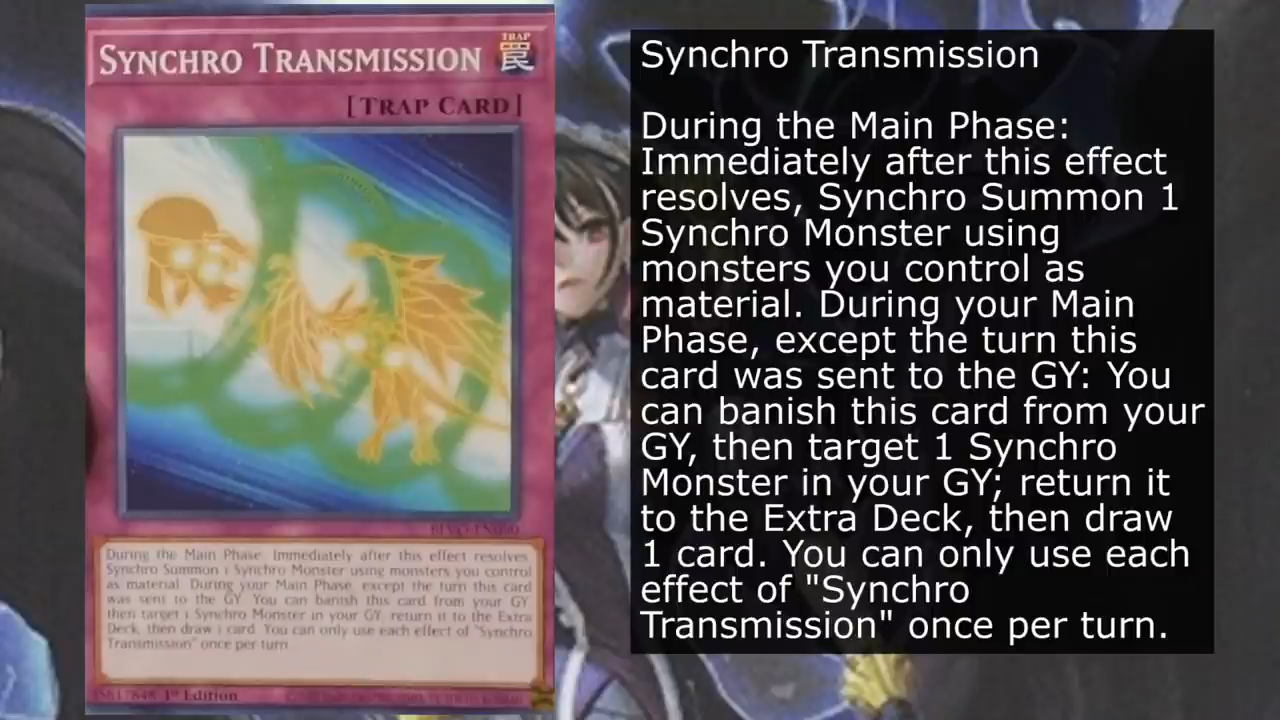 SYNCHRO TRANSMISSION
TRAP
[TRAP CARD]
During the Main Phase: Immediately after this effect resolves,
Synchro Summon 1 Synchro Monster using monsters you control
as material. During your Main Phase, except the turn this card
was sent to the GY: You can banish this card from your GY,
then target 1 Synchro Monster in your GY; return it to the Extra
Deck, then draw 1 card. You can only use each effect of "Synchro
Transmission" once per turn.
1st Edition
Synchro Transmission
During the Main Phase:
Immediately after this effect
resolves, Synchro Summon 1
Synchro Monster using
monsters you control as
material. During your Main
Phase, except the turn this
card was sent to the GY: You
can banish this card from your
GY, then target 1 Synchro
Monster in your GY; return it
to the Extra Deck, then draw
1 card. You can only use each
effect of "Synchro
Transmission" once per turn.